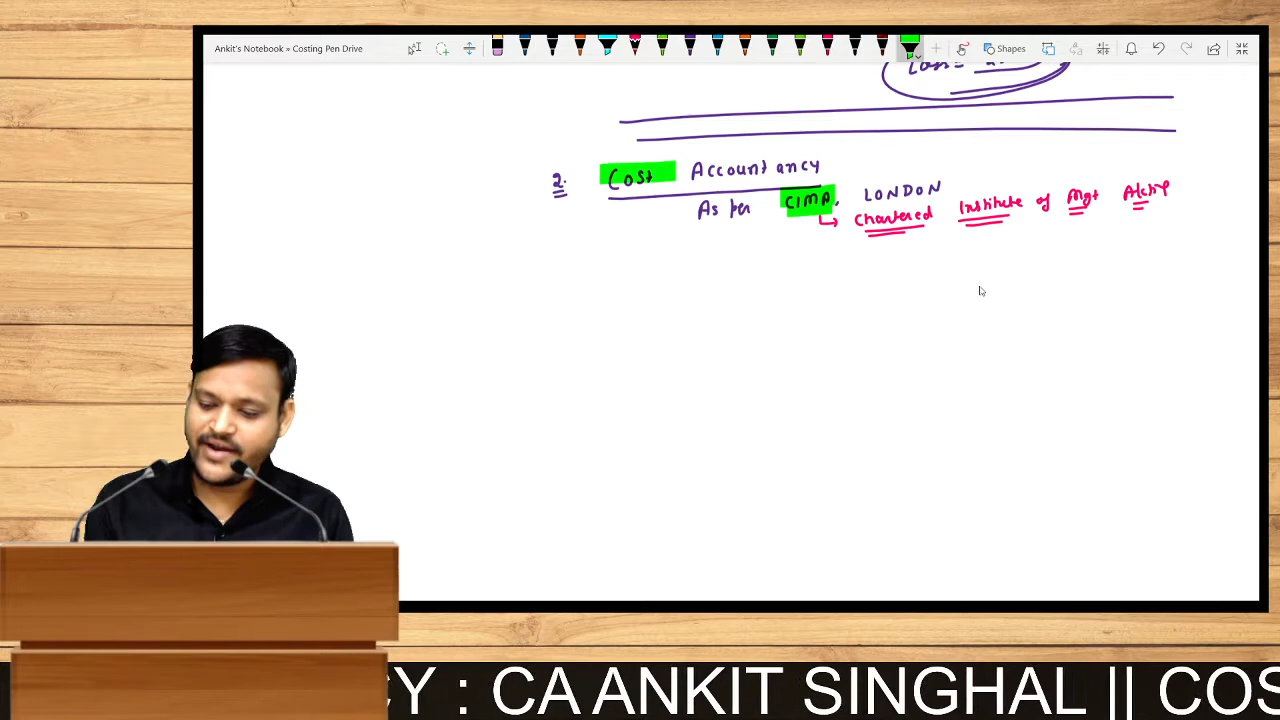 Ankit's Notebook » Costing Pen Drive
Shapes
2. Cost Accountancy
As per CIMA, LONDON
Chartered Institute of Mgt
CY : CA ANKIT SINGHAL || COS